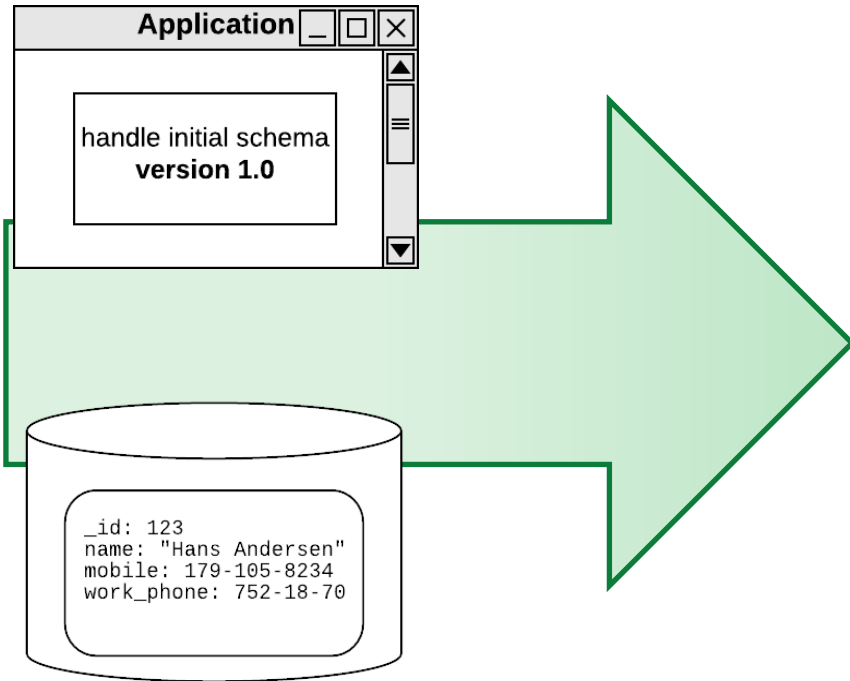 Application
handle initial schema
version 1.0
_id: 123
name: "Hans Andersen"
mobile: 179-105-8234
work_phone: 752-18-70